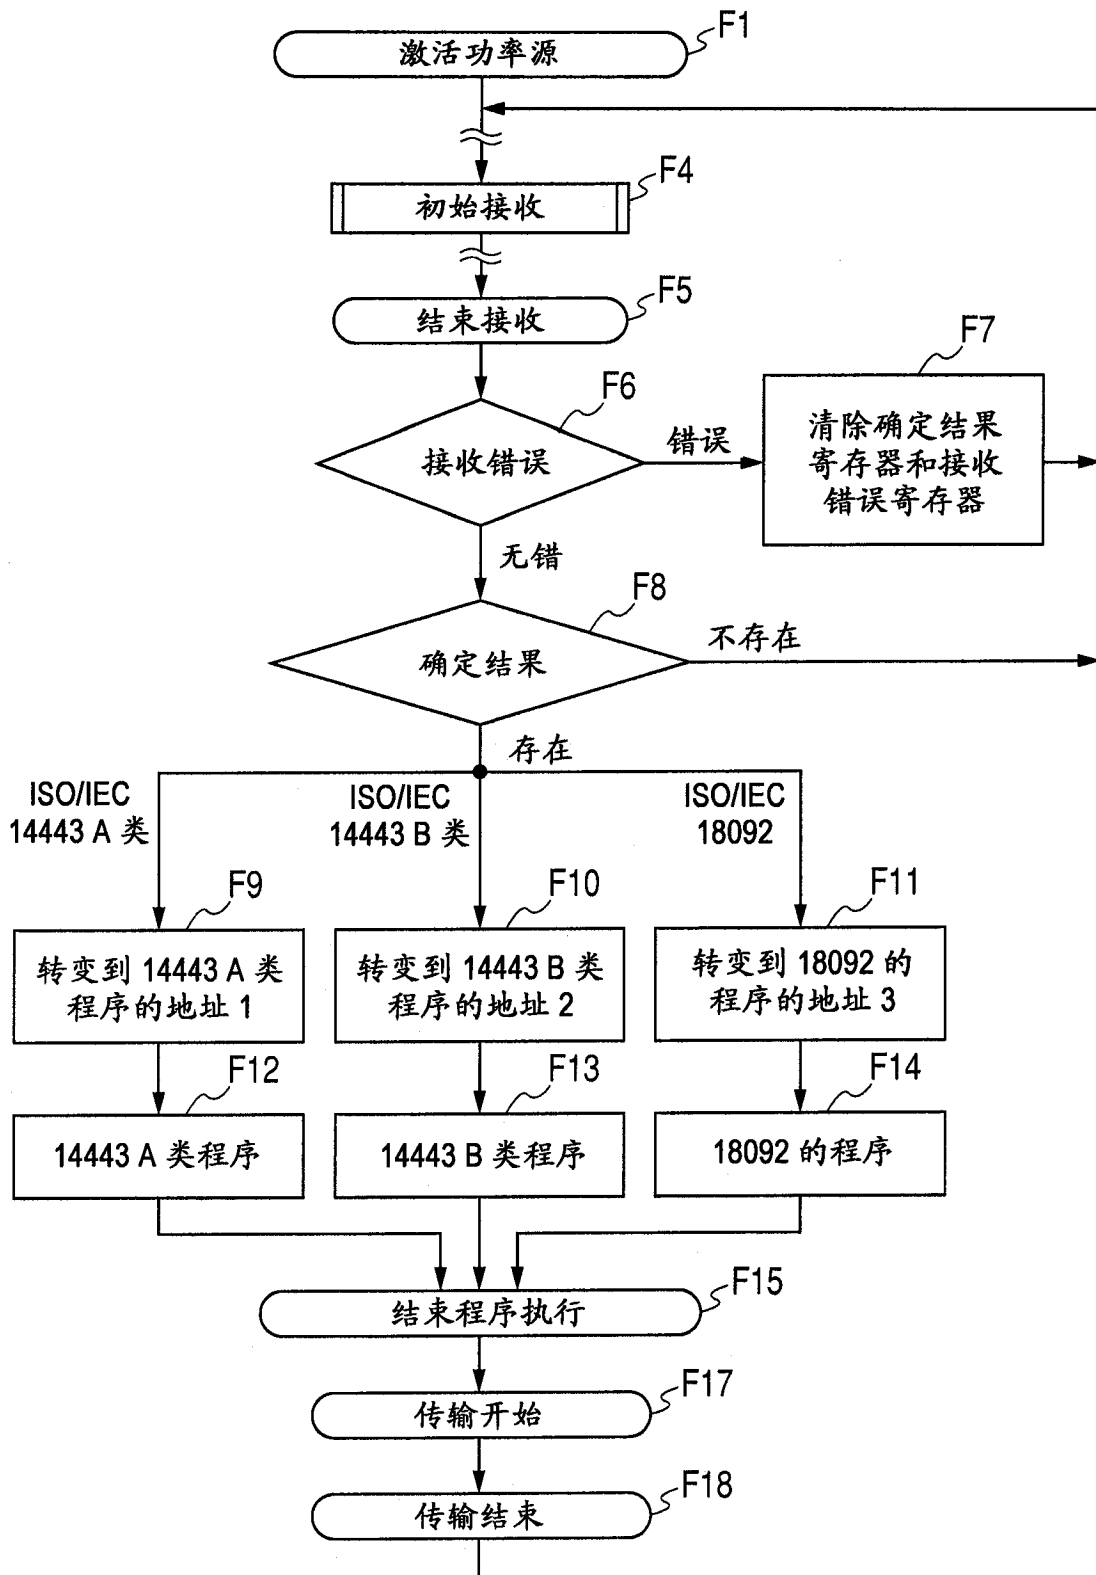 F1
激活功率源
F4
初始接收
F5
结束接收
F6
接收错误
错误
F7
清除确定结果
寄存器和接收
错误寄存器
无错
F8
确定结果
不存在
存在
ISO/IEC
14443 A 类
ISO/IEC
14443 B 类
ISO/IEC
18092
F9
转变到 14443 A 类
程序的地址 1
F10
转变到 14443 B 类
程序的地址 2
F11
转变到 18092 的
程序的地址 3
F12
14443 A 类程序
F13
14443 B 类程序
F14
18092 的程序
F15
结束程序执行
F17
传输开始
F18
传输结束